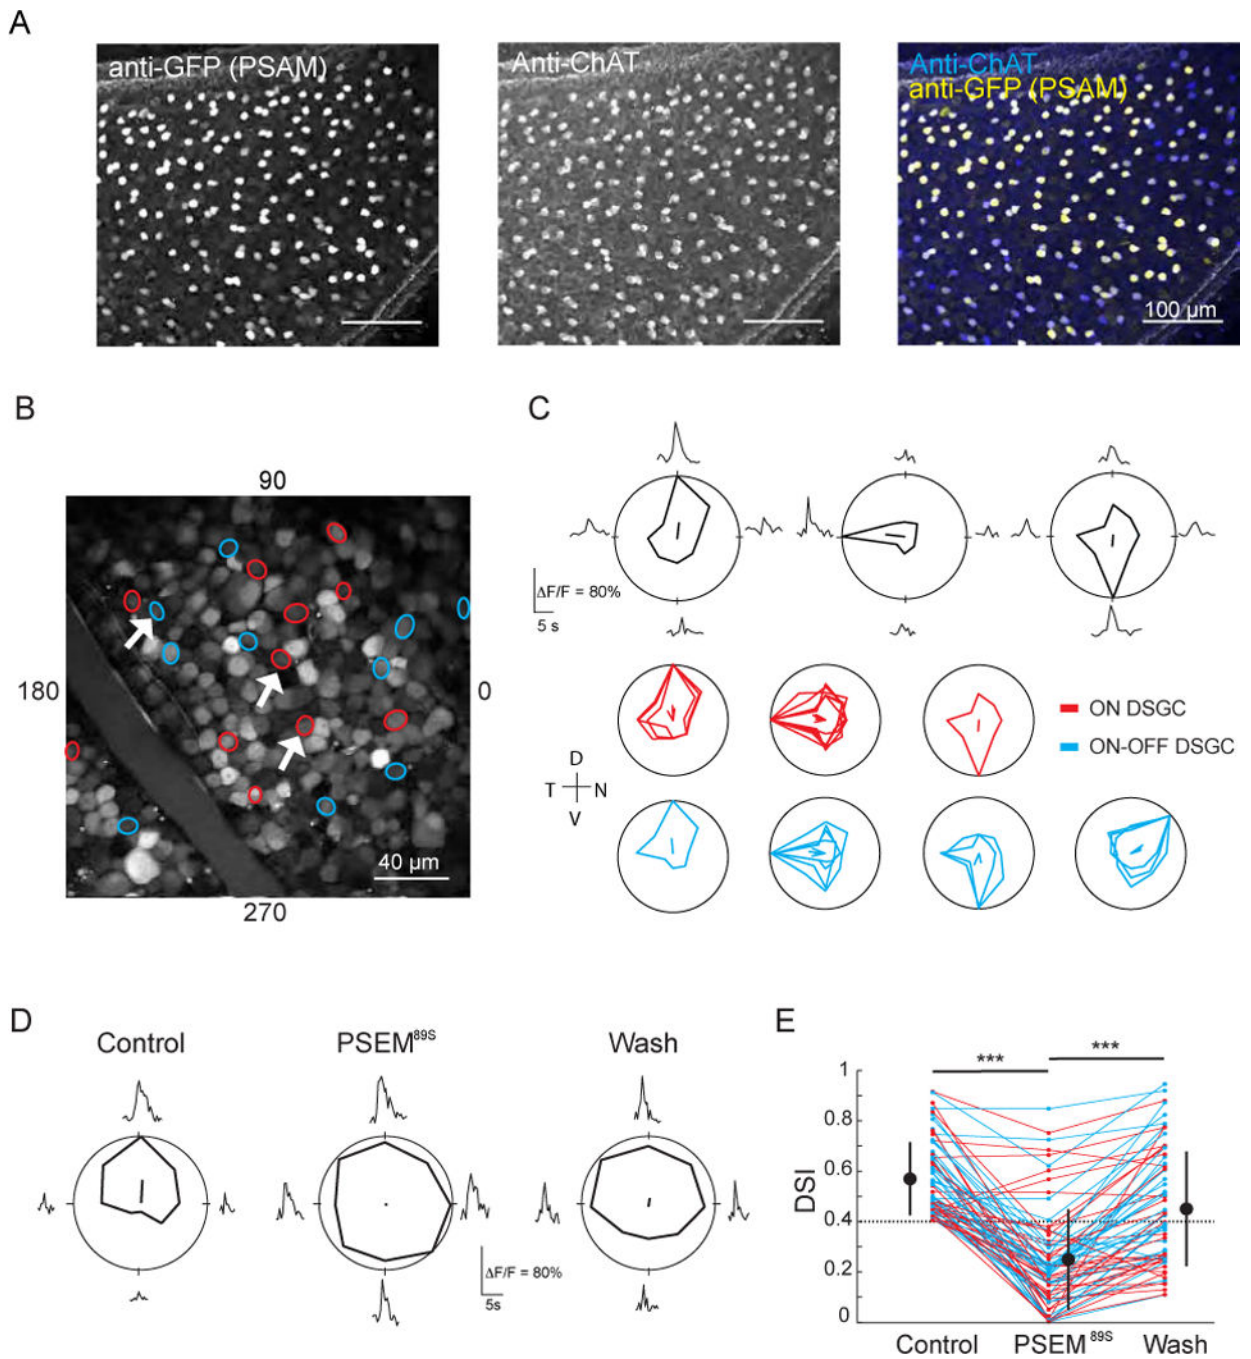 A
anti-GFP (PSAM)
Anti-ChAT
Anti-ChAT
anti-GFP (PSAM)
100 µm
B
90
180
0
270
40 µm
C
ΔF/F = 80%
5 s
ON DSGC
ON-OFF DSGC
D
T N
V
D
Control
PSEM⁸⁹ˢ
Wash
ΔF/F = 80%
5s
E
*** ***
1
0.8
0.6
0.4
0.2
0
DSI
Control PSEM⁸⁹ˢ Wash